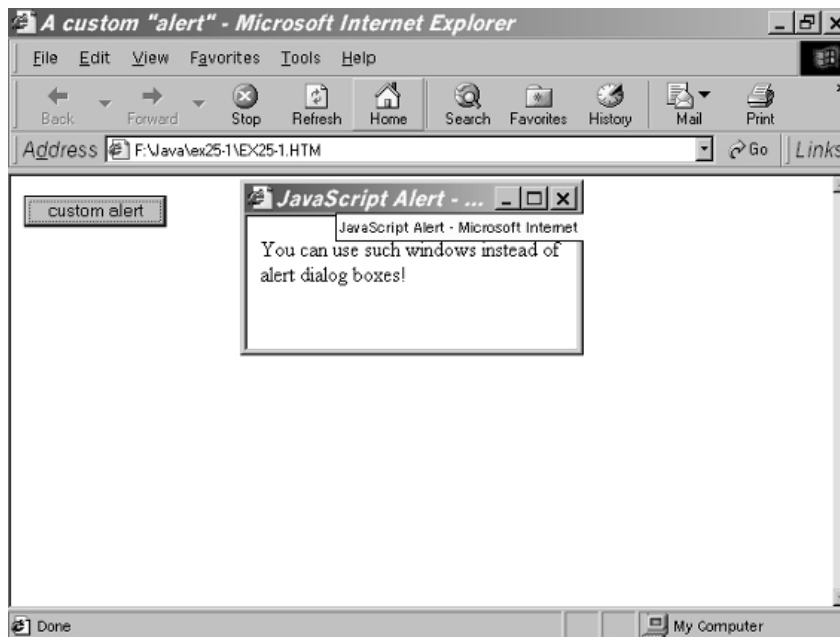 A custom "alert" - Microsoft Internet Explorer
File Edit View Favorites Tools Help
Back Forward Stop Refresh Home Search Favorites History Mail Print
Address F:\Java\ex25-1\EX25-1.HTM Go Links
custom alert
JavaScript Alert - ...
JavaScript Alert - Microsoft Internet
You can use such windows instead of
alert dialog boxes!
Done My Computer